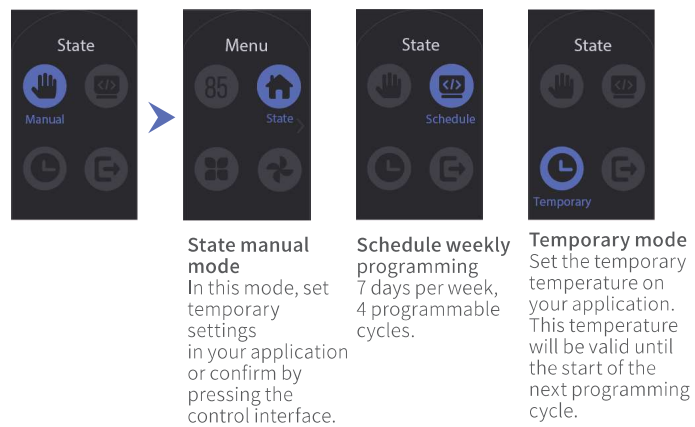 State
Manual
Menu
85
State
State
Schedule
State
Temporary
State manual
mode
In this mode, set
temporary
settings
in your application
or confirm by
pressing the
control interface.
Schedule weekly
programming
7 days per week,
4 programmable
cycles.
Temporary mode
Set the temporary
temperature on
your application.
This temperature
will be valid until
the start of the
next programming
cycle.